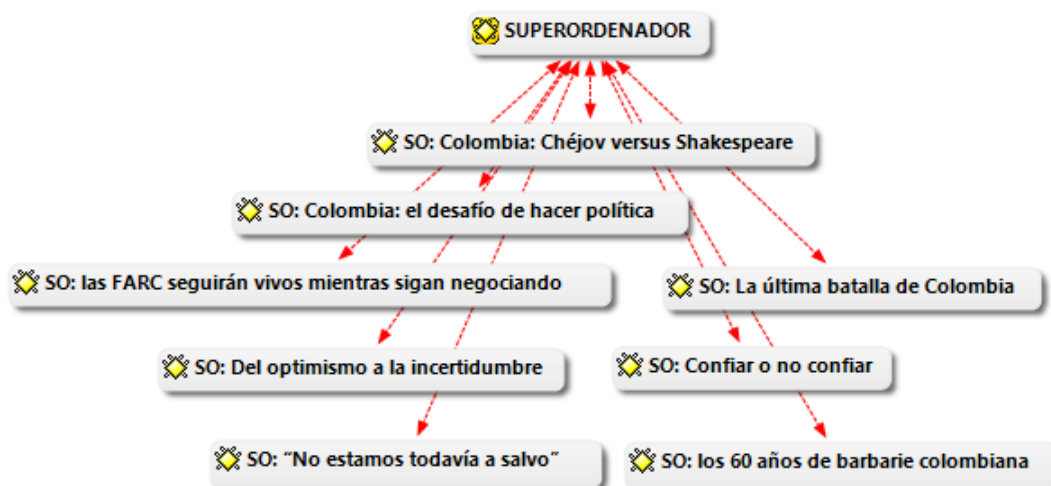 SUPERORDENADOR
SO: Colombia: Chéjov versus Shakespeare
SO: Colombia: el desafío de hacer política
SO: las FARC seguirán vivos mientras sigan negociando
SO: La última batalla de Colombia
SO: Del optimismo a la incertidumbre
SO: Confiar o no confiar
SO: “No estamos todavía a salvo”
SO: los 60 años de barbarie colombiana